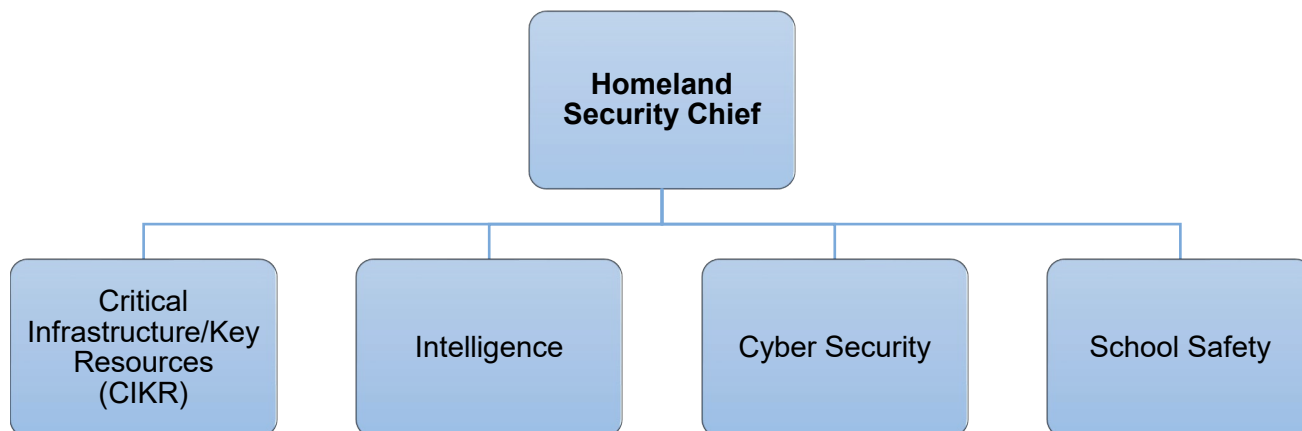 Homeland
Security Chief
Critical
Infrastructure/Key
Resources
(CIKR)
Intelligence
Cyber Security
School Safety